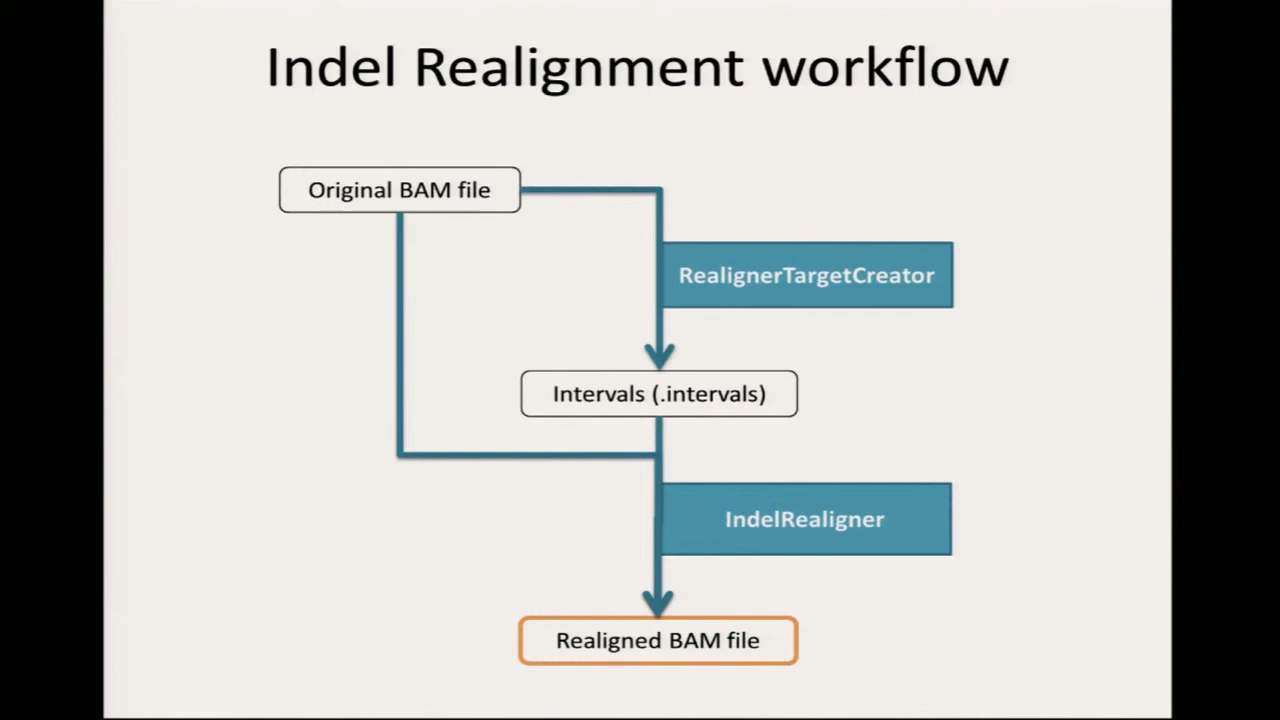 Indel Realignment workflow
Original BAM file
RealignerTargetCreator
Intervals (.intervals)
IndelRealigner
Realigned BAM file